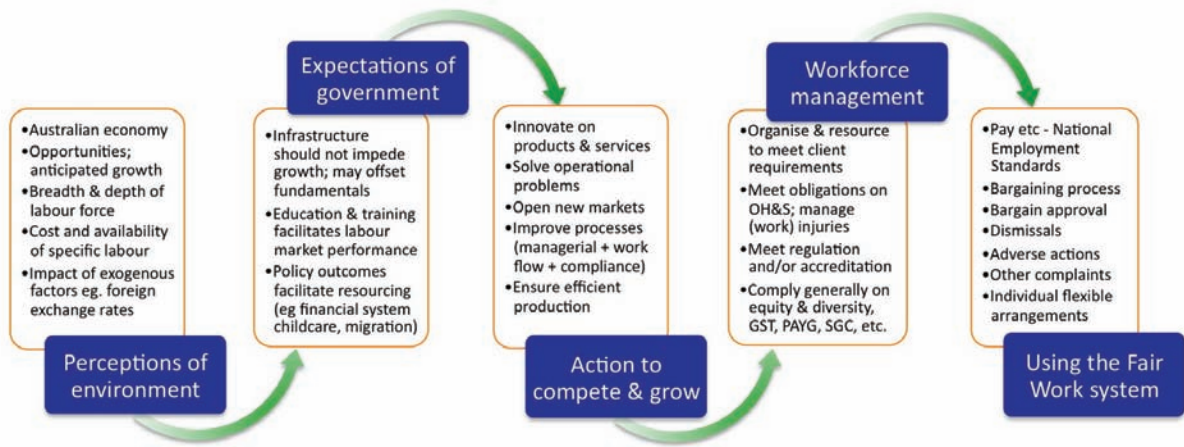 •Australian economy
•Opportunities;
anticipated growth
•Breadth & depth of
labour force
•Cost and availability
of specific labour
•Impact of exogenous
factors eg. foreign
exchange rates
Perceptions of
environment
Expectations of
government
•Infrastructure
should not impede
growth; may offset
fundamentals
•Education & training
facilitates labour
market performance
•Policy outcomes
facilitate resourcing
(eg financial system
childcare, migration)
•Innovate on
products & services
•Solve operational
problems
•Open new markets
•Improve processes
(managerial + work
flow + compliance)
•Ensure efficient
production
Action to
compete & grow
Workforce
management
•Organise & resource
to meet client
requirements
•Meet obligations on
OH&S; manage
(work) injuries
•Meet regulation
and/or accreditation
•Comply generally on
equity & diversity,
GST, PAYG, SGC, etc.
•Pay etc - National
Employment
Standards
•Bargaining process
•Bargain approval
•Dismissals
•Adverse actions
•Other complaints
•Individual flexible
arrangements
Using the Fair
Work system